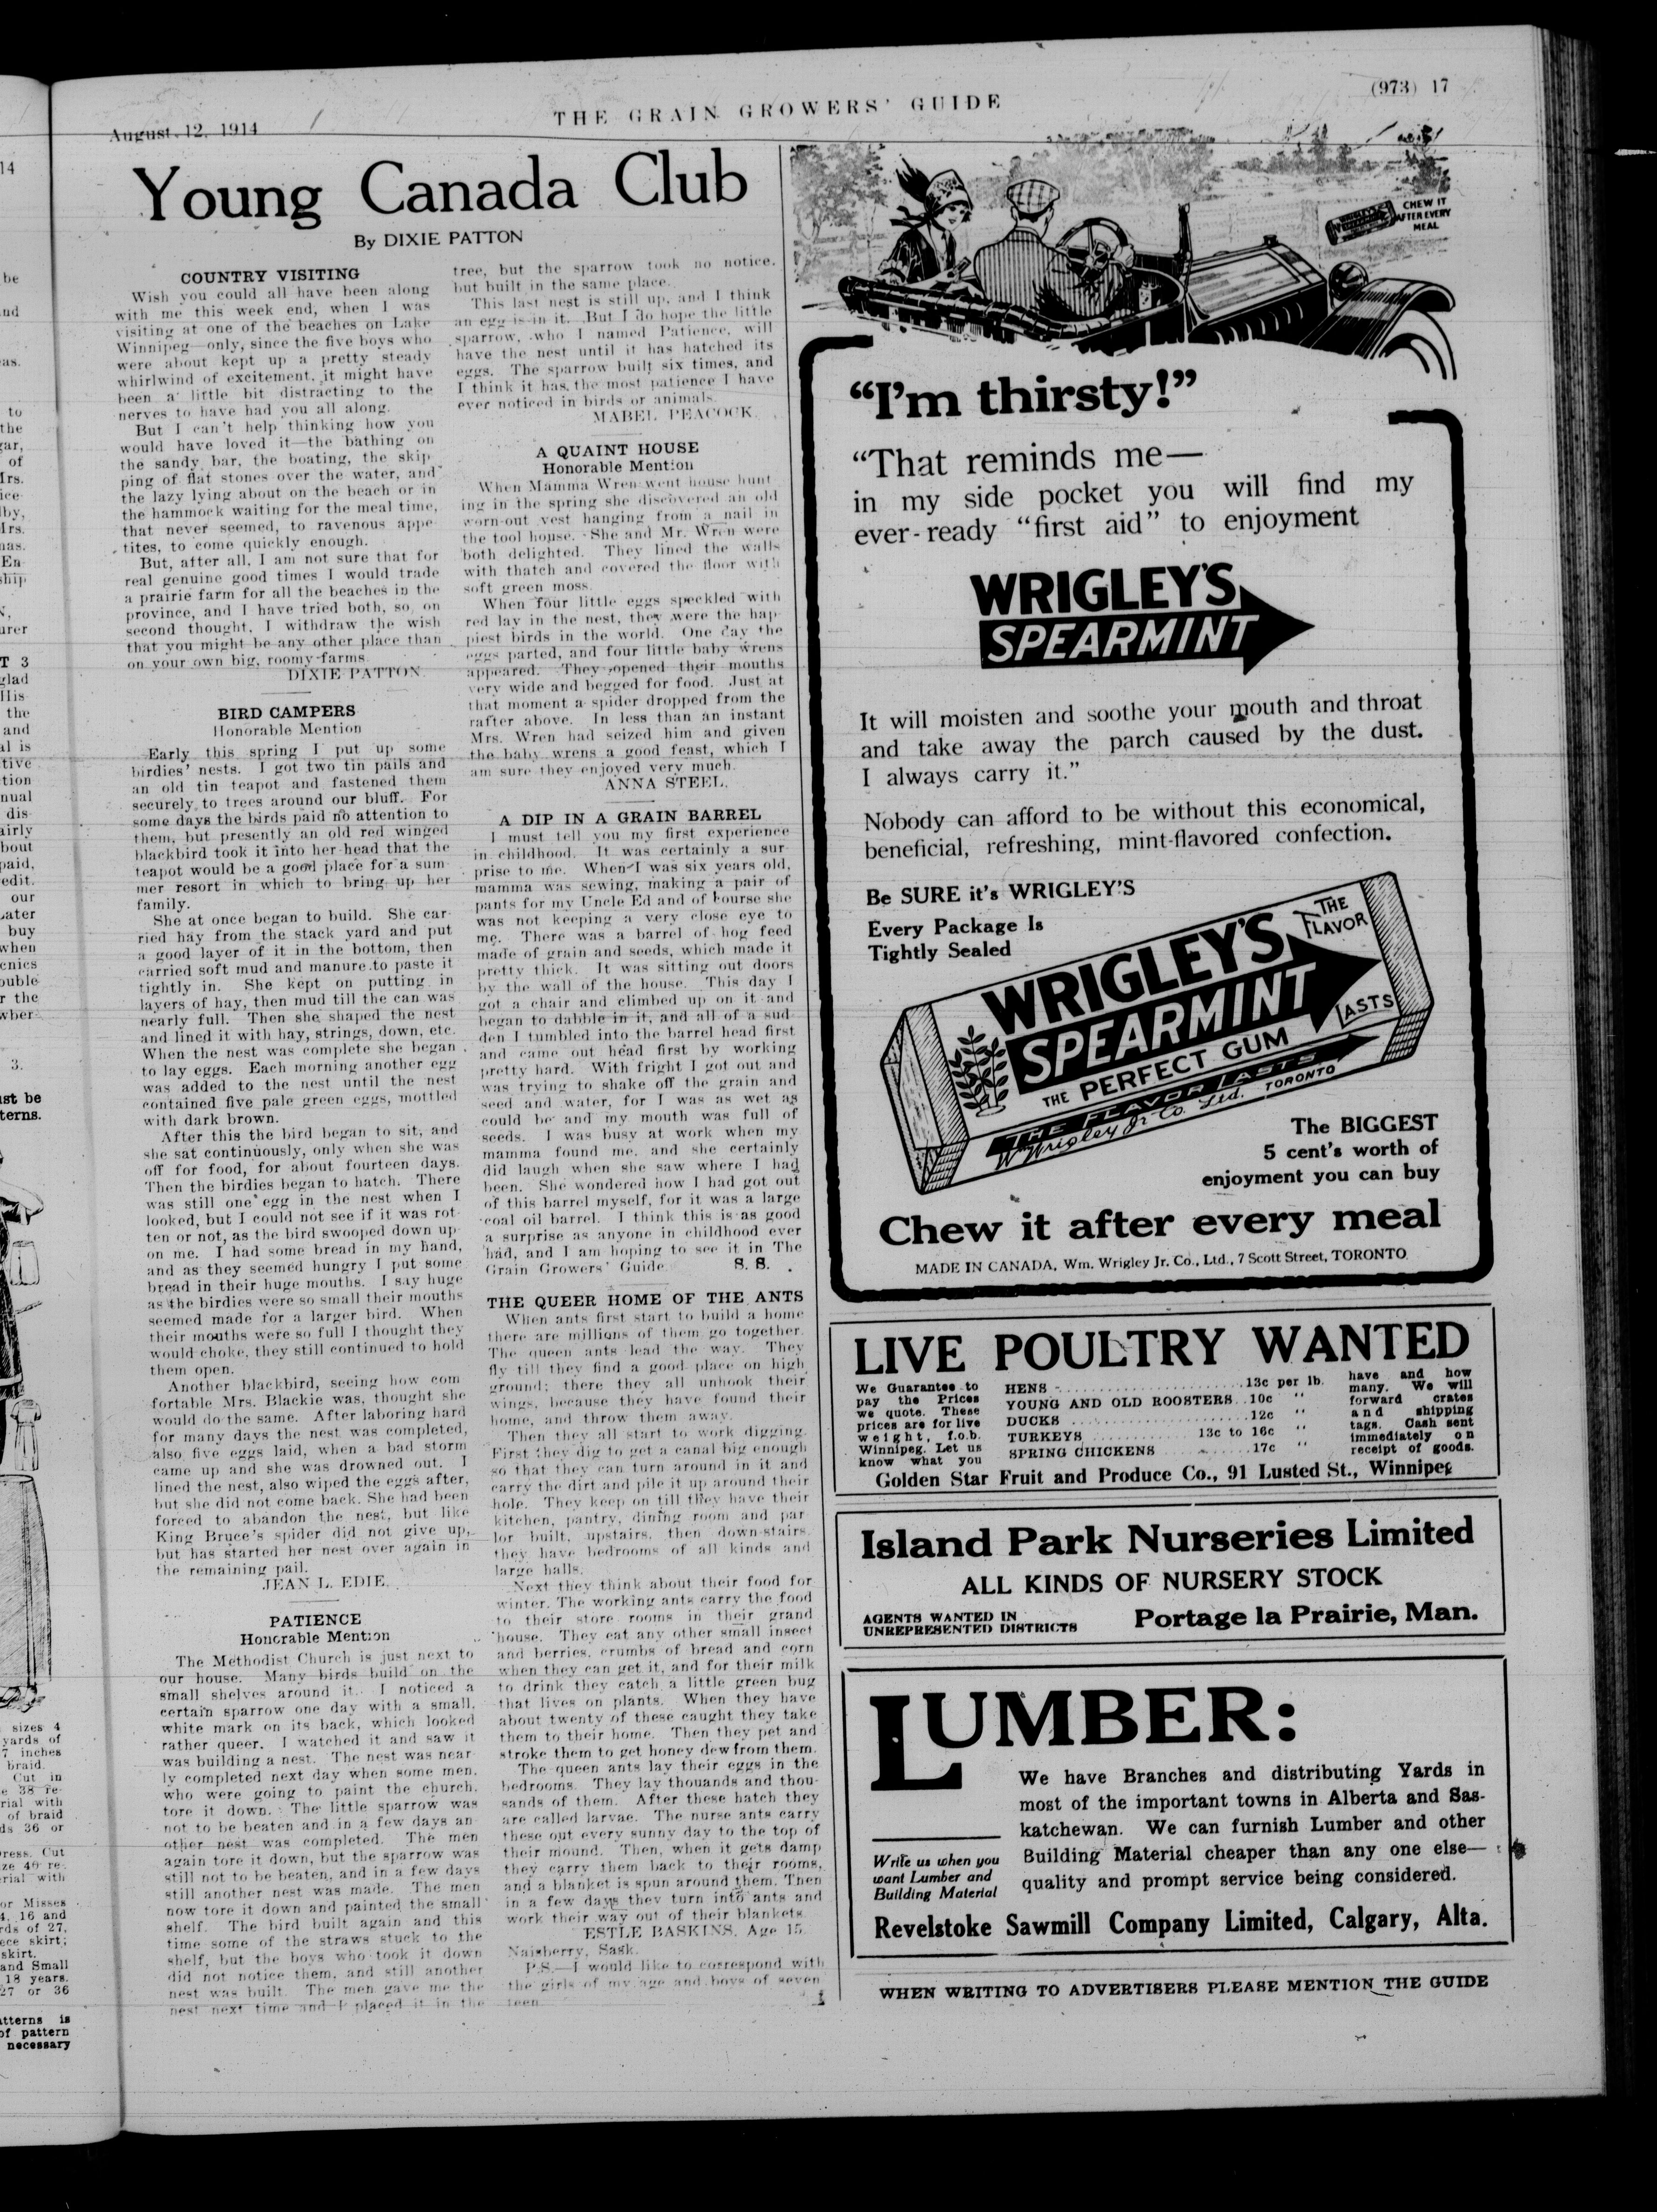 August 12, 1914
THE GRAIN GROWERS' GUIDE
(973) 17
Young Canada Club
By DIXIE PATTON
COUNTRY VISITING
Wish you could all have been along
with me this week end, when I was
visiting at one of the beaches on Lake
Winnipeg—only, since the five boys who
were about kept up a pretty steady
whirlwind of excitement, it might have
been a little bit distracting to the
nerves to have had you all along.
But I can't help thinking how you
would have loved it—the bathing on
the sandy bar, the boating, the skip
ping of flat stones over the water, and
the lazy lying about on the beach or in
the hammock waiting for the meal time,
that never seemed, to ravenous appe
tites, to come quickly enough.
But, after all, I am not sure that for
real genuine good times I would trade
a prairie farm for all the beaches in the
province, and I have tried both, so, on
second thought, I withdraw the wish
that you might be any other place than
on your own big, roomy farms.
DIXIE PATTON.
BIRD CAMPERS
Honorable Mention
Early this spring I put up some
birdies' nests. I got two tin pails and
an old tin teapot and fastened them
securely to trees around our bluff. For
some days the birds paid no attention to
them, but presently an old red winged
blackbird took it into her head that the
teapot would be a good place for a sum
mer resort in which to bring up her
family.
She at once began to build. She car
ried hay from the stack yard and put
a good layer of it in the bottom, then
carried soft mud and manure to paste it
tightly in. She kept on putting in
layers of hay, then mud till the can was
nearly full. Then she shaped the nest
and lined it with hay, strings, down, etc.
When the nest was complete she began
to lay eggs. Each morning another egg
was added to the nest until the nest
contained five pale green eggs, mottled
with dark brown.
After this the bird began to sit, and
she sat continuously, only when she was
off for food, for about fourteen days.
Then the birdies began to hatch. There
was still one egg in the nest when I
looked, but I could not see if it was rot
ten or not, as the bird swooped down up
on me. I had some bread in my hand,
and as they seemed hungry I put some
bread in their huge mouths. I say huge
as the birdies were so small their mouths
seemed made for a larger bird. When
their mouths were so full I thought they
would choke, they still continued to hold
them open.
Another blackbird, seeing how com
fortable Mrs. Blackie was, thought she
would do the same. After laboring hard
for many days the nest was completed,
also five eggs laid, when a bad storm
came up and she was drowned out. I
lined the nest, also wiped the eggs after,
but she did not come back. She had been
forced to abandon the nest, but like
King Bruce's spider did not give up,
but has started her nest over again in
the remaining pail.
JEAN L. EDIE.
PATIENCE
Honorable Mention
The Methodist Church is just next to
our house. Many birds build on the
small shelves around it. I noticed a
certain sparrow one day with a small,
white mark on its back, which looked
rather queer. I watched it and saw it
was building a nest. The nest was near
ly completed next day when some men,
who were going to paint the church,
tore it down. The little sparrow was
not to be beaten and in a few days an
other nest was completed. The men
again tore it down, but the sparrow was
still not to be beaten, and in a few days
still another nest was made. The men
now tore it down and painted the small
shelf. The bird built again and this
time some of the straws stuck to the
shelf, but the boys who took it down
did not notice them, and still another
nest was built. The men gave me the
nest next time and I placed it in the
tree, but the sparrow took no notice,
but built in the same place.
This last nest is still up, and I think
an egg is in it. But I do hope the little
sparrow, who I named Patience, will
have the nest until it has hatched its
eggs. The sparrow built six times, and
I think it has the most patience I have
ever noticed in birds or animals.
MABEL PEACOCK.
A QUAINT HOUSE
Honorable Mention
When Mamma Wren went house hunt
ing in the spring she discovered an old
worn-out vest hanging from a nail in
the tool house. She and Mr. Wren were
both delighted. They lined the walls
with thatch and covered the floor with
soft green moss.
When four little eggs speckled with
red lay in the nest, they were the hap
piest birds in the world. One day the
eggs parted, and four little baby wrens
appeared. They opened their mouths
very wide and begged for food. Just at
that moment a spider dropped from the
rafter above. In less than an instant
Mrs. Wren had seized him and given
the baby wrens a good feast, which I
am sure they enjoyed very much.
ANNA STEEL.
A DIP IN A GRAIN BARREL
I must tell you my first experience
in childhood. It was certainly a sur
prise to me. When I was six years old,
mamma was sewing, making a pair of
pants for my Uncle Ed and of course she
was not keeping a very close eye to
me. There was a barrel of hog feed
made of grain and seeds, which made it
pretty thick. It was sitting out doors
by the wall of the house. This day I
got a chair and climbed up on it and
began to dabble in it, and all of a sud
den I tumbled into the barrel head first
and came out head first by working
pretty hard. With fright I got out and
was trying to shake off the grain and
seed and water, for I was as wet as
could be and my mouth was full of
seeds. I was busy at work when my
mamma found me, and she certainly
did laugh when she saw where I had
been. She wondered how I had got out
of this barrel myself, for it was a large
coal oil barrel. I think this is as good
a surprise as anyone in childhood ever
had, and I am hoping to see it in The
Grain Growers' Guide. S. S.
THE QUEER HOME OF THE ANTS
When ants first start to build a home
there are millions of them go together.
The queen ants lead the way. They
fly till they find a good place on high
ground; there they all unhook their
wings, because they have found their
home, and throw them away.
Then they all start to work digging.
First they dig to get a canal big enough
so that they can turn around in it and
carry the dirt and pile it up around their
hole. They keep on till they have their
kitchen, pantry, dining room and par
lor built, upstairs, then down-stairs
they have bedrooms of all kinds and
large halls.
Next they think about their food for
winter. The working ants carry the food
to their store rooms in their grand
house. They eat any other small insect
and berries, crumbs of bread and corn
when they can get it, and for their milk
to drink they catch a little green bug
that lives on plants. When they have
about twenty of these caught they take
them to their home. Then they pet and
stroke them to get honey dew from them.
The queen ants lay their eggs in the
bedrooms. They lay thouands and thou-
sands of them. After these hatch they
are called larvae. The nurse ants carry
these out every sunny day to the top of
their mound. Then, when it gets damp
they carry them back to their rooms,
and a blanket is spun around them. Then
in a few days they turn into ants and
work their way out of their blankets.
ESTLE BASKINS, Age 15.
Naisberry, Sask.
P.S.—I would like to correspond with
the girls of my age and boys of seven
teen.
CHEW IT
AFTER EVERY
MEAL
"I'm thirsty!"
"That reminds me—
in my side pocket you will find my
ever-ready "first aid" to enjoyment
WRIGLEY'S
SPEARMINT
It will moisten and soothe your mouth and throat
and take away the parch caused by the dust.
I always carry it."
Nobody can afford to be without this economical,
beneficial, refreshing, mint-flavored confection.
Be SURE it's WRIGLEY'S
Every Package Is
Tightly Sealed
WRIGLEY'S
SPEARMINT
THE PERFECT GUM
THE FLAVOR LASTS
THE FLAVOR LASTS
Wm. Wrigley Jr. Co. Ltd. TORONTO
The BIGGEST
5 cent's worth of
enjoyment you can buy
Chew it after every meal
MADE IN CANADA, Wm. Wrigley Jr. Co., Ltd., 7 Scott Street, TORONTO
LIVE POULTRY WANTED
We Guarantee to
pay the Prices
we quote. These
prices are for live
weight, f.o.b.
Winnipeg. Let us
know what you
HENS 13c per lb.
YOUNG AND OLD ROOSTERS 10c "
DUCKS 12c "
TURKEYS 13c to 16c "
SPRING CHICKENS 17c "
have and how
many. We will
forward crates
and shipping
tags. Cash sent
immediately on
receipt of goods.
Golden Star Fruit and Produce Co., 91 Lusted St., Winnipeg
Island Park Nurseries Limited
ALL KINDS OF NURSERY STOCK
AGENTS WANTED IN
UNREPRESENTED DISTRICTS
Portage la Prairie, Man.
LUMBER:
We have Branches and distributing Yards in
most of the important towns in Alberta and Sas-
katchewan. We can furnish Lumber and other
Building Material cheaper than any one else—
quality and prompt service being considered.
Write us when you
want Lumber and
Building Material
Revelstoke Sawmill Company Limited, Calgary, Alta.
WHEN WRITING TO ADVERTISERS PLEASE MENTION THE GUIDE